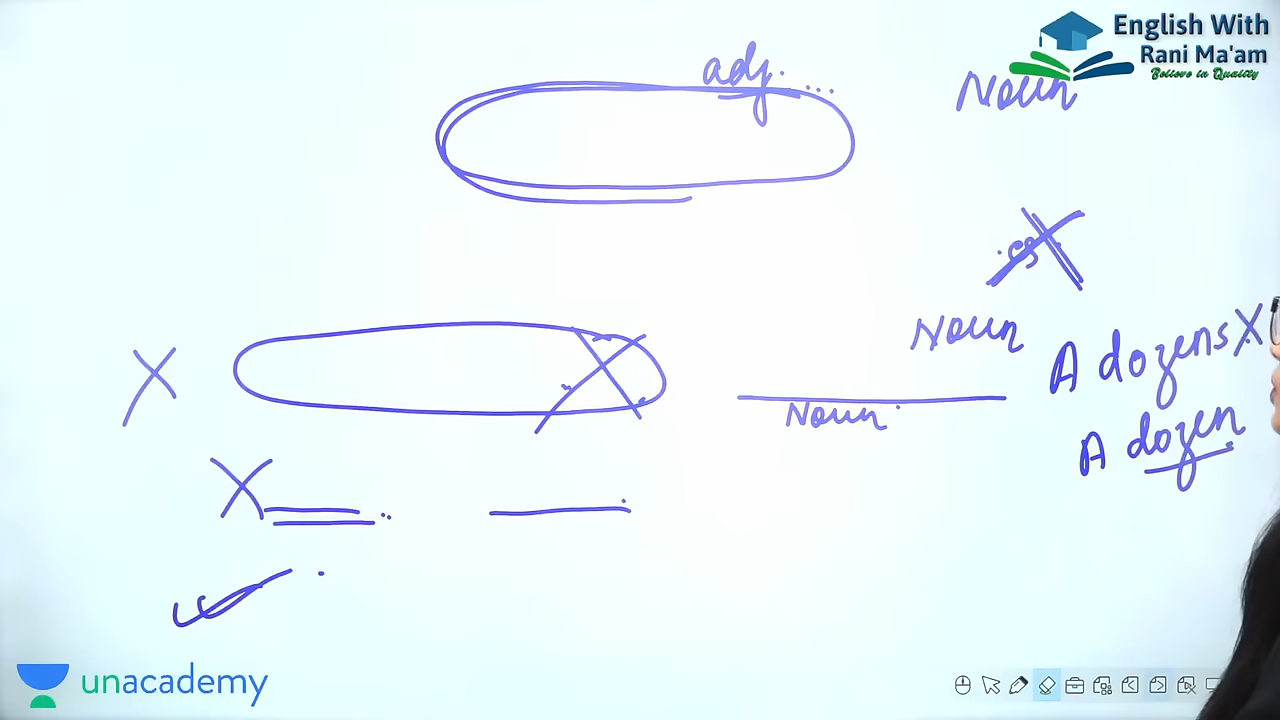 English With
Rani Ma'am
Believe in Quality
adj.
Noun
Noun
A dozens X
Noun
A dozen
unacademy